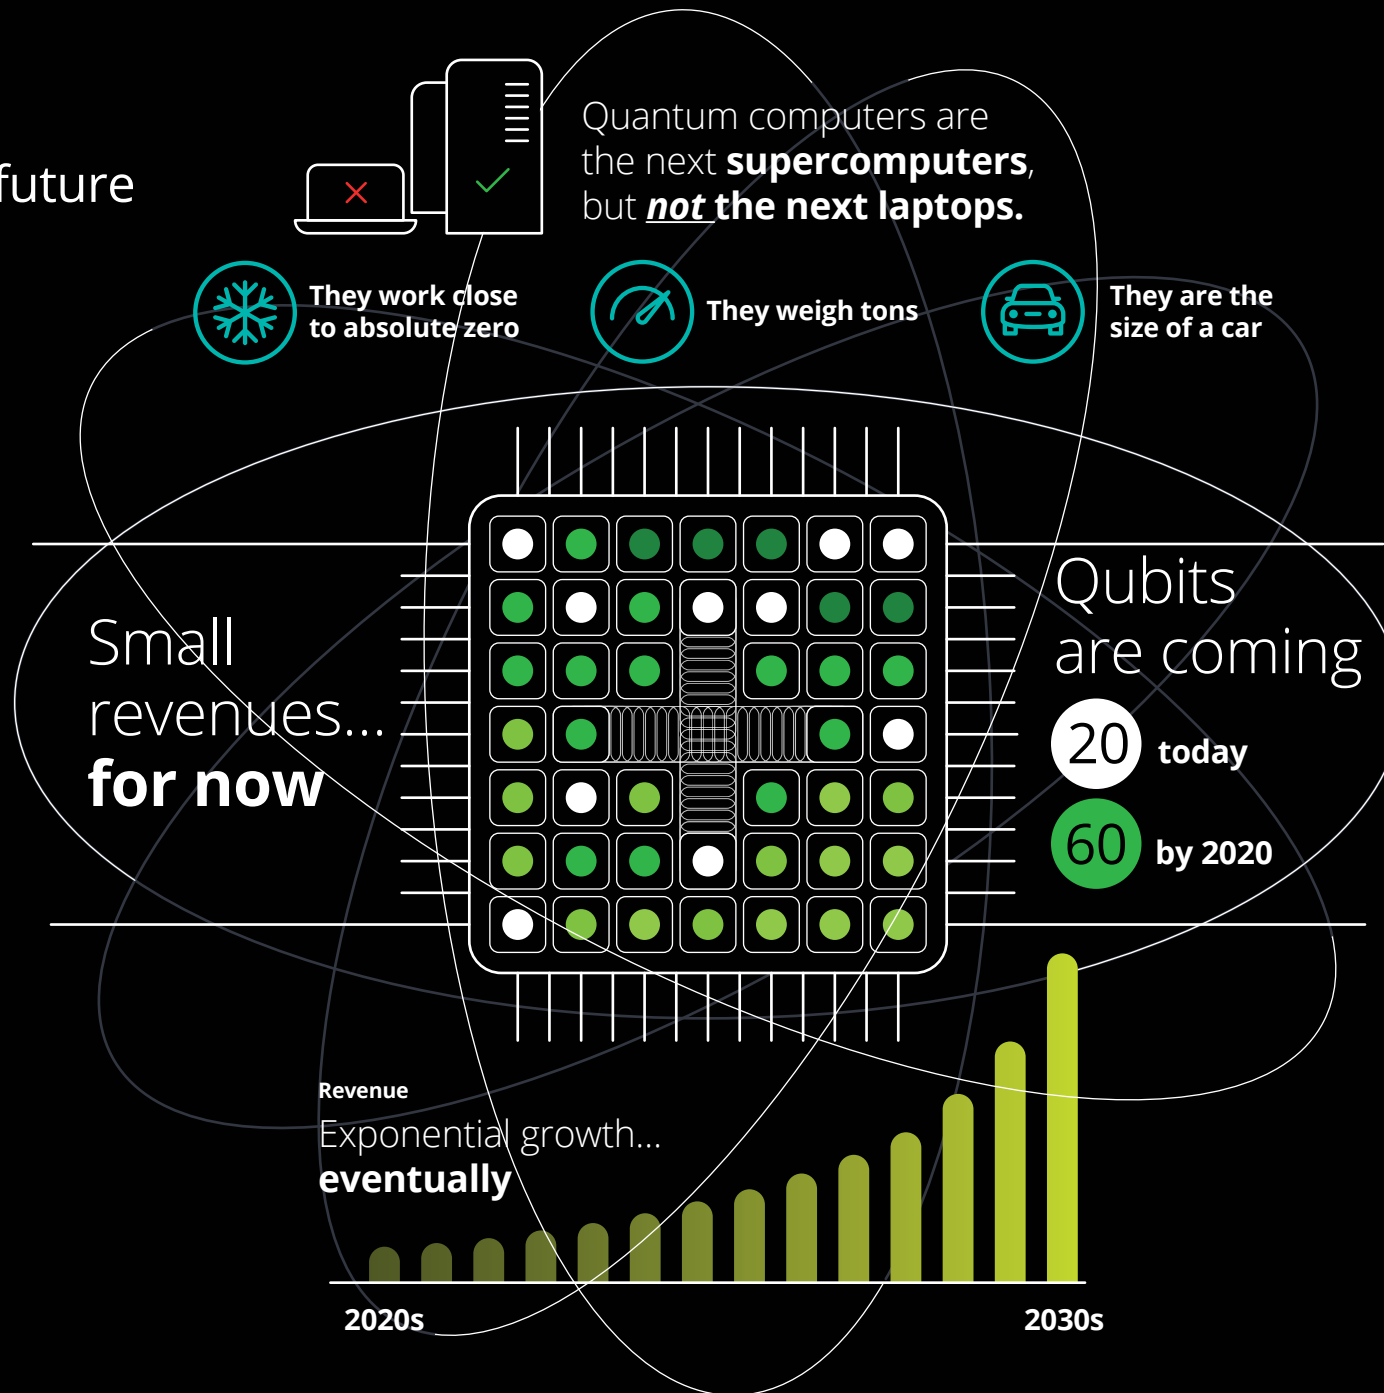 future
Quantum computers are
the next supercomputers,
but not the next laptops.
They work close
to absolute zero
They weigh tons
They are the
size of a car
Small
revenues...
for now
Qubits
are coming
20 today
60 by 2020
Revenue
Exponential growth...
eventually
2020s
2030s